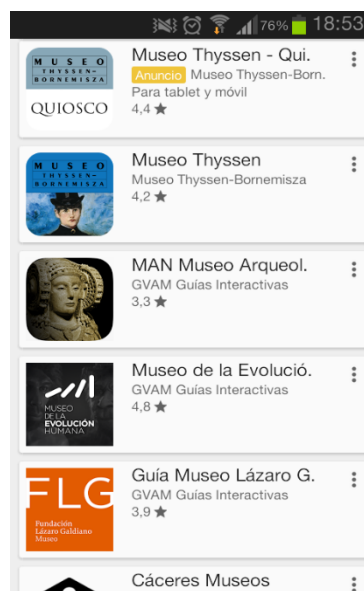 76% 18:53
MUSEO
THYSSEN-
BORNEMISZA
QUIOSCO
Museo Thyssen - Qui.
Anuncio Museo Thyssen-Born.
Para tablet y móvil
4,4 ★
MUSEO
THYSSEN-
BORNEMISZA
Museo Thyssen
Museo Thyssen-Bornemisza
4,2 ★
MAN Museo Arqueol.
GVAM Guías Interactivas
3,3 ★
MUSEO
DE LA
EVOLUCIÓN
HUMANA
Museo de la Evolució.
GVAM Guías Interactivas
4,8 ★
FLG
Fundación
Lázaro Galdiano
Museo
Guía Museo Lázaro G.
GVAM Guías Interactivas
3,9 ★
Cáceres Museos